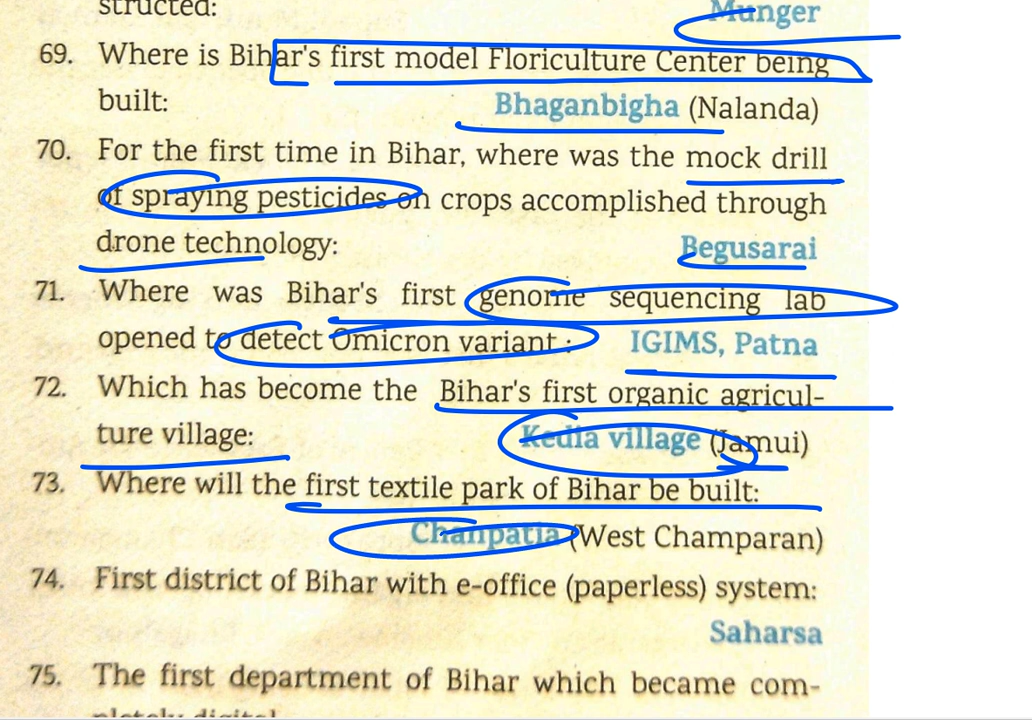 structed:
Munger
69. Where is Bihar's first model Floriculture Center being
built: Bhaganbigha (Nalanda)
70. For the first time in Bihar, where was the mock drill
of spraying pesticides on crops accomplished through
drone technology: Begusarai
71. Where was Bihar's first genome sequencing lab
opened to detect Omicron variant : IGIMS, Patna
72. Which has become the Bihar's first organic agricul-
ture village: Kedia village (Jamui)
73. Where will the first textile park of Bihar be built:
Chanpatia (West Champaran)
74. First district of Bihar with e-office (paperless) system:
Saharsa
75. The first department of Bihar which became com-
pletely digital